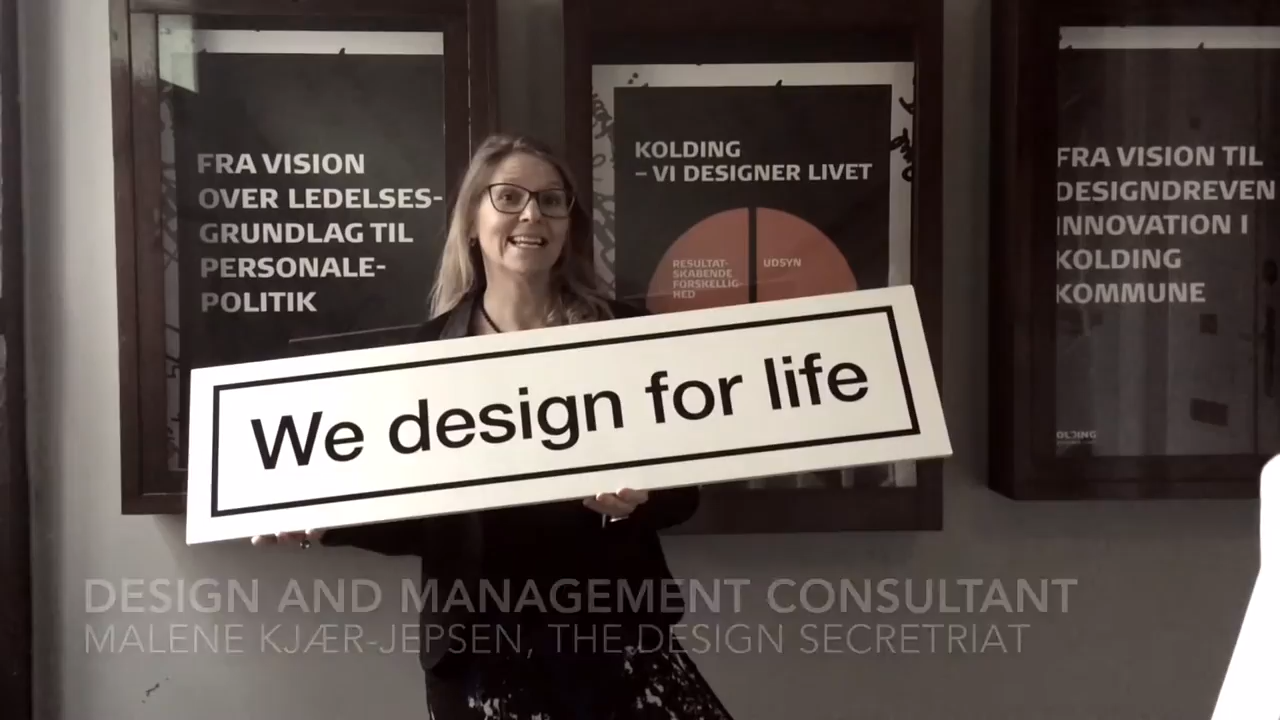 FRA VISION
OVER LEDELSES-
GRUNDLAG TIL
PERSONALE-
POLITIK
KOLDING
– VI DESIGNER LIVET
RESULTAT-
SKABENDE
FORSKELLIG-
HED
UDSYN
FRA VISION TIL
DESIGNDREVEN
INNOVATION I
KOLDING
KOMMUNE
We design for life
DESIGN AND MANAGEMENT CONSULTANT
MALENE KJÆR-JEPSEN, THE DESIGN SECRETRIAT